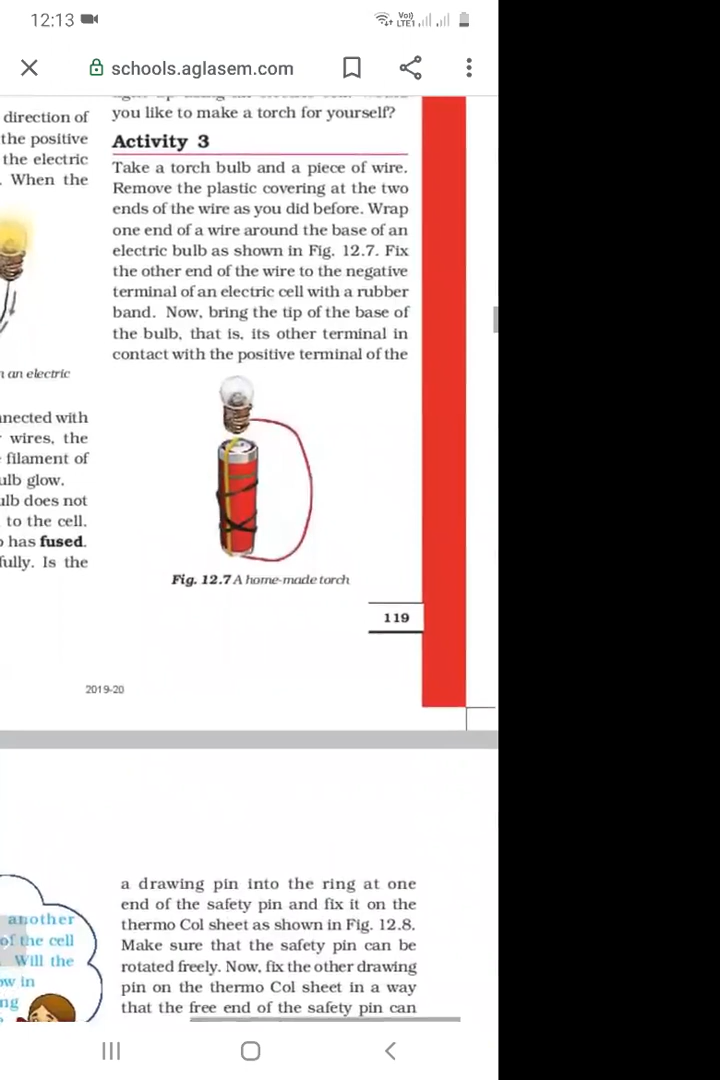 12:13
Vo)
LTE1
schools.aglasem.com
direction of
the positive
the electric
. When the
n an electric
nnected with
wires, the
filament of
ulb glow.
ulb does not
to the cell.
has fused.
fully. Is the
you like to make a torch for yourself?
Activity 3
Take a torch bulb and a piece of wire.
Remove the plastic covering at the two
ends of the wire as you did before. Wrap
one end of a wire around the base of an
electric bulb as shown in Fig. 12.7. Fix
the other end of the wire to the negative
terminal of an electric cell with a rubber
band. Now, bring the tip of the base of
the bulb, that is, its other terminal in
contact with the positive terminal of the
Fig. 12.7 A home-made torch
119
2019-20
another
of the cell
Will the
ow in
ng
a drawing pin into the ring at one
end of the safety pin and fix it on the
thermo Col sheet as shown in Fig. 12.8.
Make sure that the safety pin can be
rotated freely. Now, fix the other drawing
pin on the thermo Col sheet in a way
that the free end of the safety pin can